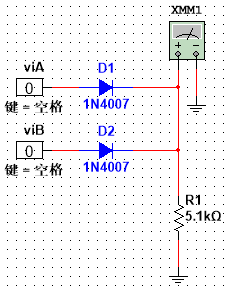 XMM1
viA
D1
0
1N4007
键 = 空格
viB
D2
0
1N4007
键 = 空格
R1
5.1kΩ